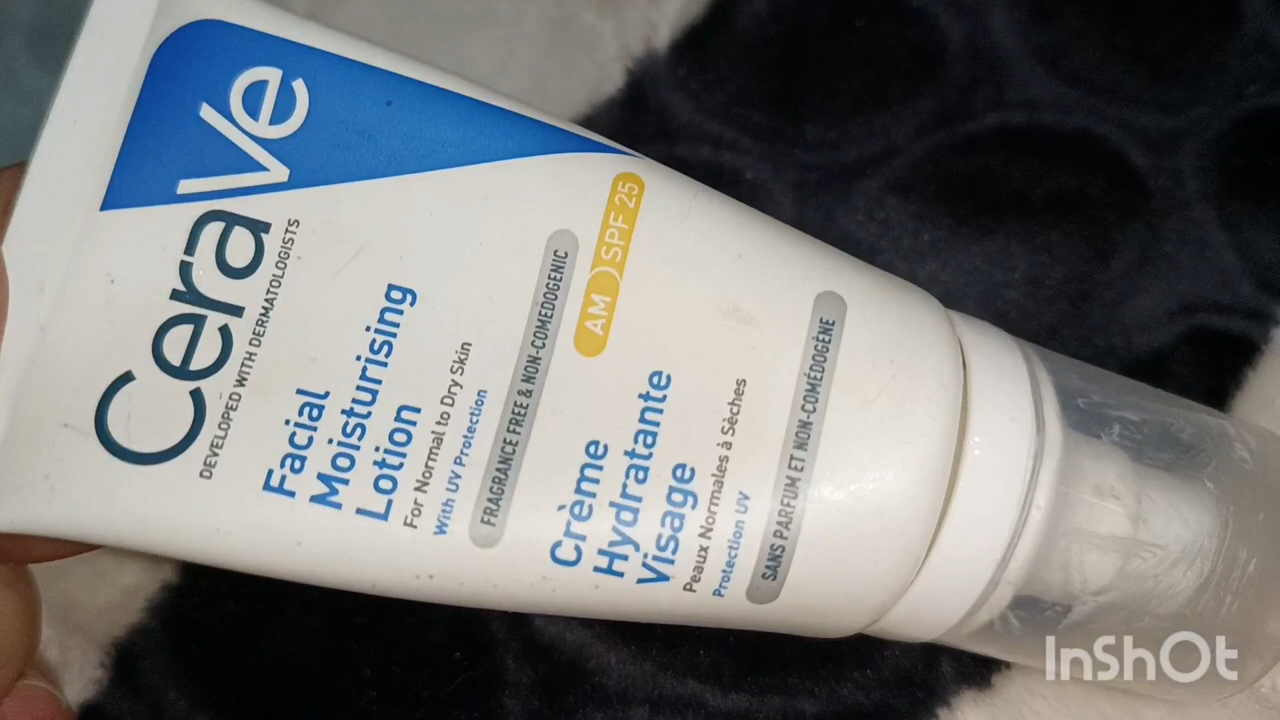 CeraVe
DEVELOPED WITH DERMATOLOGISTS
Facial
Moisturising
Lotion
For Normal to Dry Skin
With UV Protection
FRAGRANCE FREE & NON-COMEDOGENIC
AM SPF 25
Crème
Hydratante
Visage
Peaux Normales à Sèches
Protection UV
SANS PARFUM ET NON-COMÉDOGÈNE
InShOt